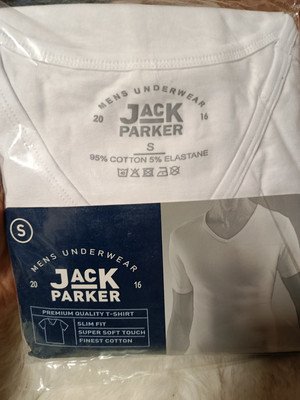 MENS UNDERWEAR
20 JACK 16
PARKER
S
95% COTTON 5% ELASTANE
S
MENS UNDERWEAR
20 JACK 16
PARKER
PREMIUM QUALITY T-SHIRT
SLIM FIT
SUPER SOFT TOUCH
FINEST COTTON